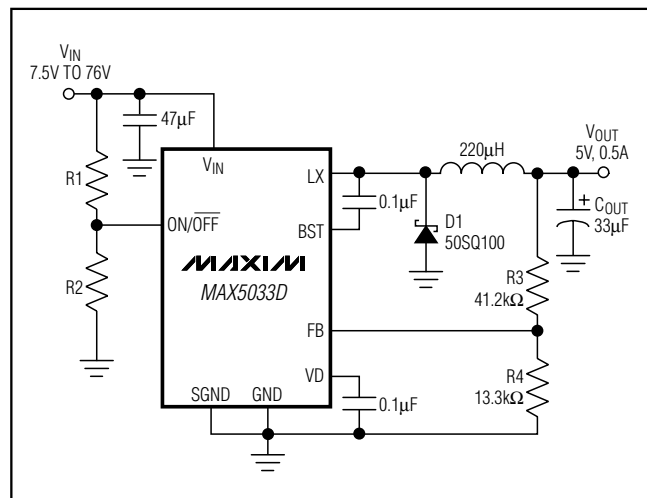 VIN
7.5V TO 76V
47µF
R1
R2
VIN
ON/OFF
MAXIM
MAX5033D
SGND
GND
LX
BST
FB
VD
0.1µF
0.1µF
D1
50SQ100
220µH
VOUT
5V, 0.5A
+
COUT
33µF
R3
41.2kΩ
R4
13.3kΩ